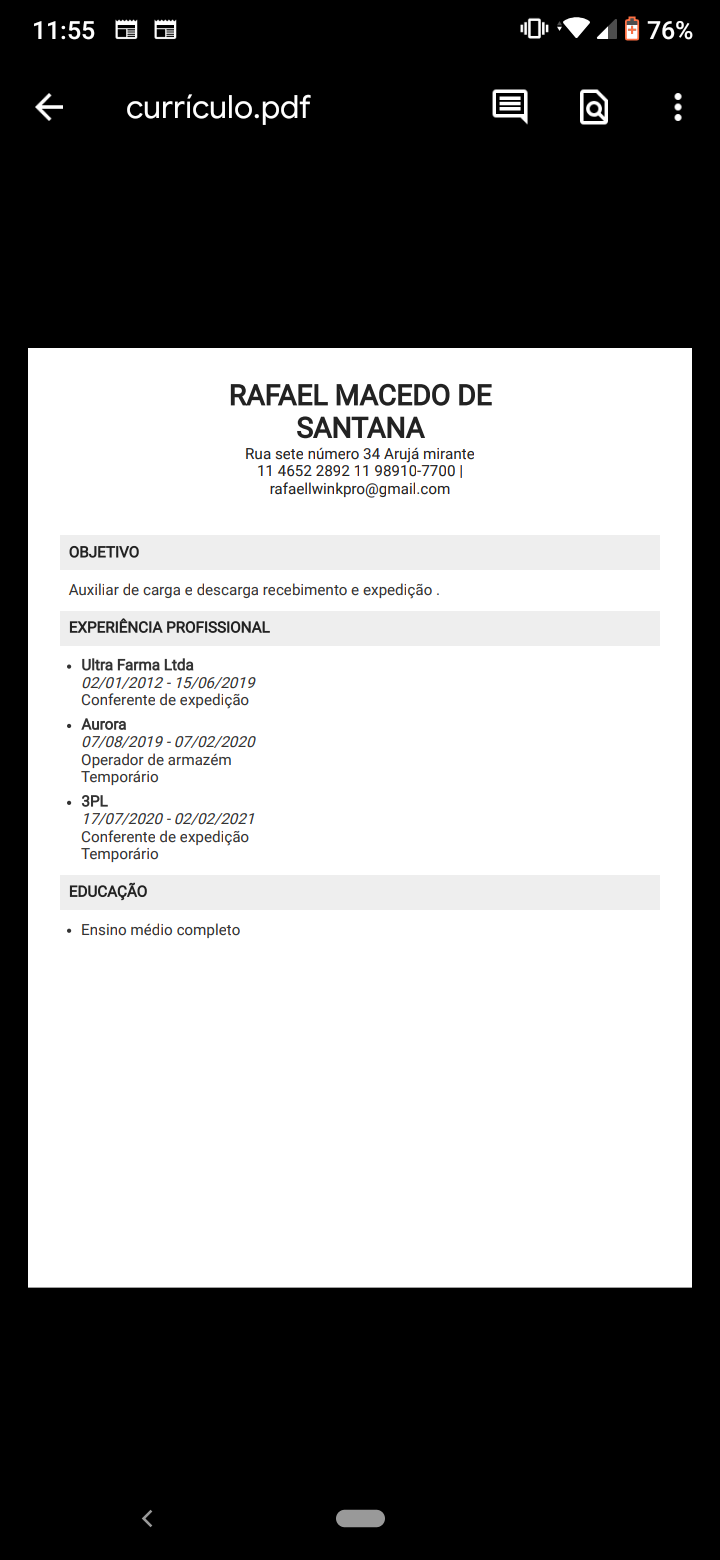 11:55
76%
currículo.pdf
RAFAEL MACEDO DE
SANTANA
Rua sete número 34 Arujá mirante
11 4652 2892 11 98910-7700 |
rafaellwinkpro@gmail.com
OBJETIVO
Auxiliar de carga e descarga recebimento e expedição .
EXPERIÊNCIA PROFISSIONAL
• Ultra Farma Ltda
02/01/2012 - 15/06/2019
Conferente de expedição
• Aurora
07/08/2019 - 07/02/2020
Operador de armazém
Temporário
• 3PL
17/07/2020 - 02/02/2021
Conferente de expedição
Temporário
EDUCAÇÃO
• Ensino médio completo